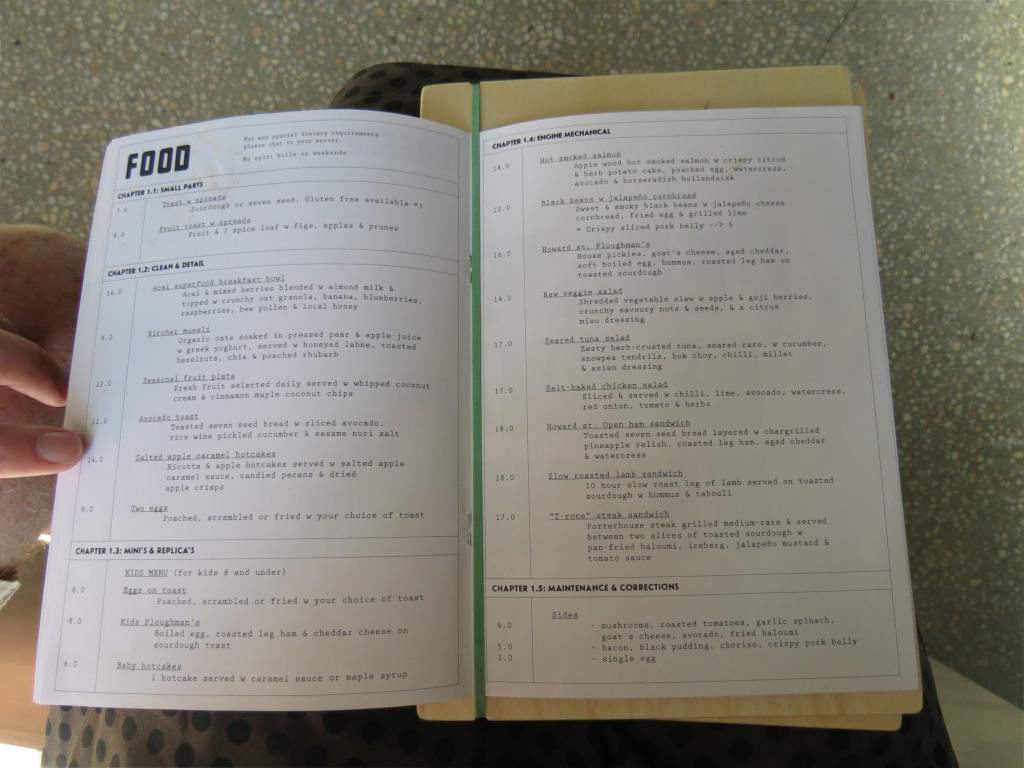 FOOD
For any special dietary requirements
please chat to your server.
No split bills on weekends
CHAPTER 1.1: SMALL PARTS
7.0 Toast w spreads
Sourdough or seven seed. Gluten free available +1
8.0 Fruit toast w spreads
Fruit & 7 spice loaf w figs, apples & prunes
CHAPTER 1.2: CLEAN & DETAIL
14.0 Acai superfood breakfast bowl
Acai & mixed berries blended w almond milk &
topped w crunchy oat granola, banana, blueberries,
raspberries, bee pollen & local honey
9.0 Bircher muesli
Organic oats soaked in pressed pear & apple juice
w greek yoghurt, served w honeyed labne, toasted
hazelnuts, chia & poached rhubarb
12.0 Seasonal fruit plate
Fresh fruit selected daily served w whipped coconut
cream & cinnamon maple coconut chips
12.0 Avocado toast
Toasted seven seed bread w sliced avocado,
rice wine pickled cucumber & sesame nori salt
14.0 Salted apple caramel hotcakes
Ricotta & apple hotcakes served w salted apple
caramel sauce, candied pecans & dried
apple crisps
9.0 Two eggs
Poached, scrambled or fried w your choice of toast
CHAPTER 1.3: MINI'S & REPLICA'S
KIDS MENU (for kids 8 and under)
6.0 Eggs on toast
Poached, scrambled or fried w your choice of toast
8.0 Kids Ploughman's
Boiled egg, roasted leg ham & cheddar cheese on
sourdough toast
6.0 Baby hotcakes
1 hotcake served w caramel sauce or maple syrup
CHAPTER 1.4: ENGINE MECHANICAL
18.0 Hot smoked salmon
Apple wood hot smoked salmon w crispy citrus
& herb potato cake, poached egg, watercress,
avocado & horseradish hollandaise
12.0 Black beans w jalapeño cornbread
Sweet & smoky black beans w jalapeño cheese
cornbread, fried egg & grilled lime
+ Crispy sliced pork belly --> 5
16.0 Howard st. Ploughman's
House pickles, goat's cheese, aged cheddar,
soft boiled egg, hummus, roasted leg ham on
toasted sourdough
14.0 Raw veggie salad
Shredded vegetable slaw w apple & goji berries,
crunchy savoury nuts & seeds, & a citrus
miso dressing
17.0 Seared tuna salad
Zesty herb-crusted tuna, seared rare, w cucumber,
snowpea tendrils, bok choy, chilli, millet
& asian dressing
17.0 Salt-baked chicken salad
Sliced & served w chilli, lime, avocado, watercress,
red onion, tomato & herbs
18.0 Howard st. Open ham sandwich
Toasted seven seed bread layered w chargrilled
pineapple relish, roasted leg ham, aged cheddar
& watercress
18.0 Slow roasted lamb sandwich
10 hour slow roast leg of lamb served on toasted
sourdough w hummus & tabouli
17.0 "T-rone" steak sandwich
Porterhouse steak grilled medium-rare & served
between two slices of toasted sourdough w
pan-fried haloumi, iceberg, jalapeño mustard &
tomato sauce
CHAPTER 1.5: MAINTENANCE & CORRECTIONS
Sides
4.0 - mushrooms, roasted tomatoes, garlic spinach,
goat's cheese, avocado, fried haloumi
5.0 - bacon, black pudding, chorizo, crispy pork belly
2.0 - single egg